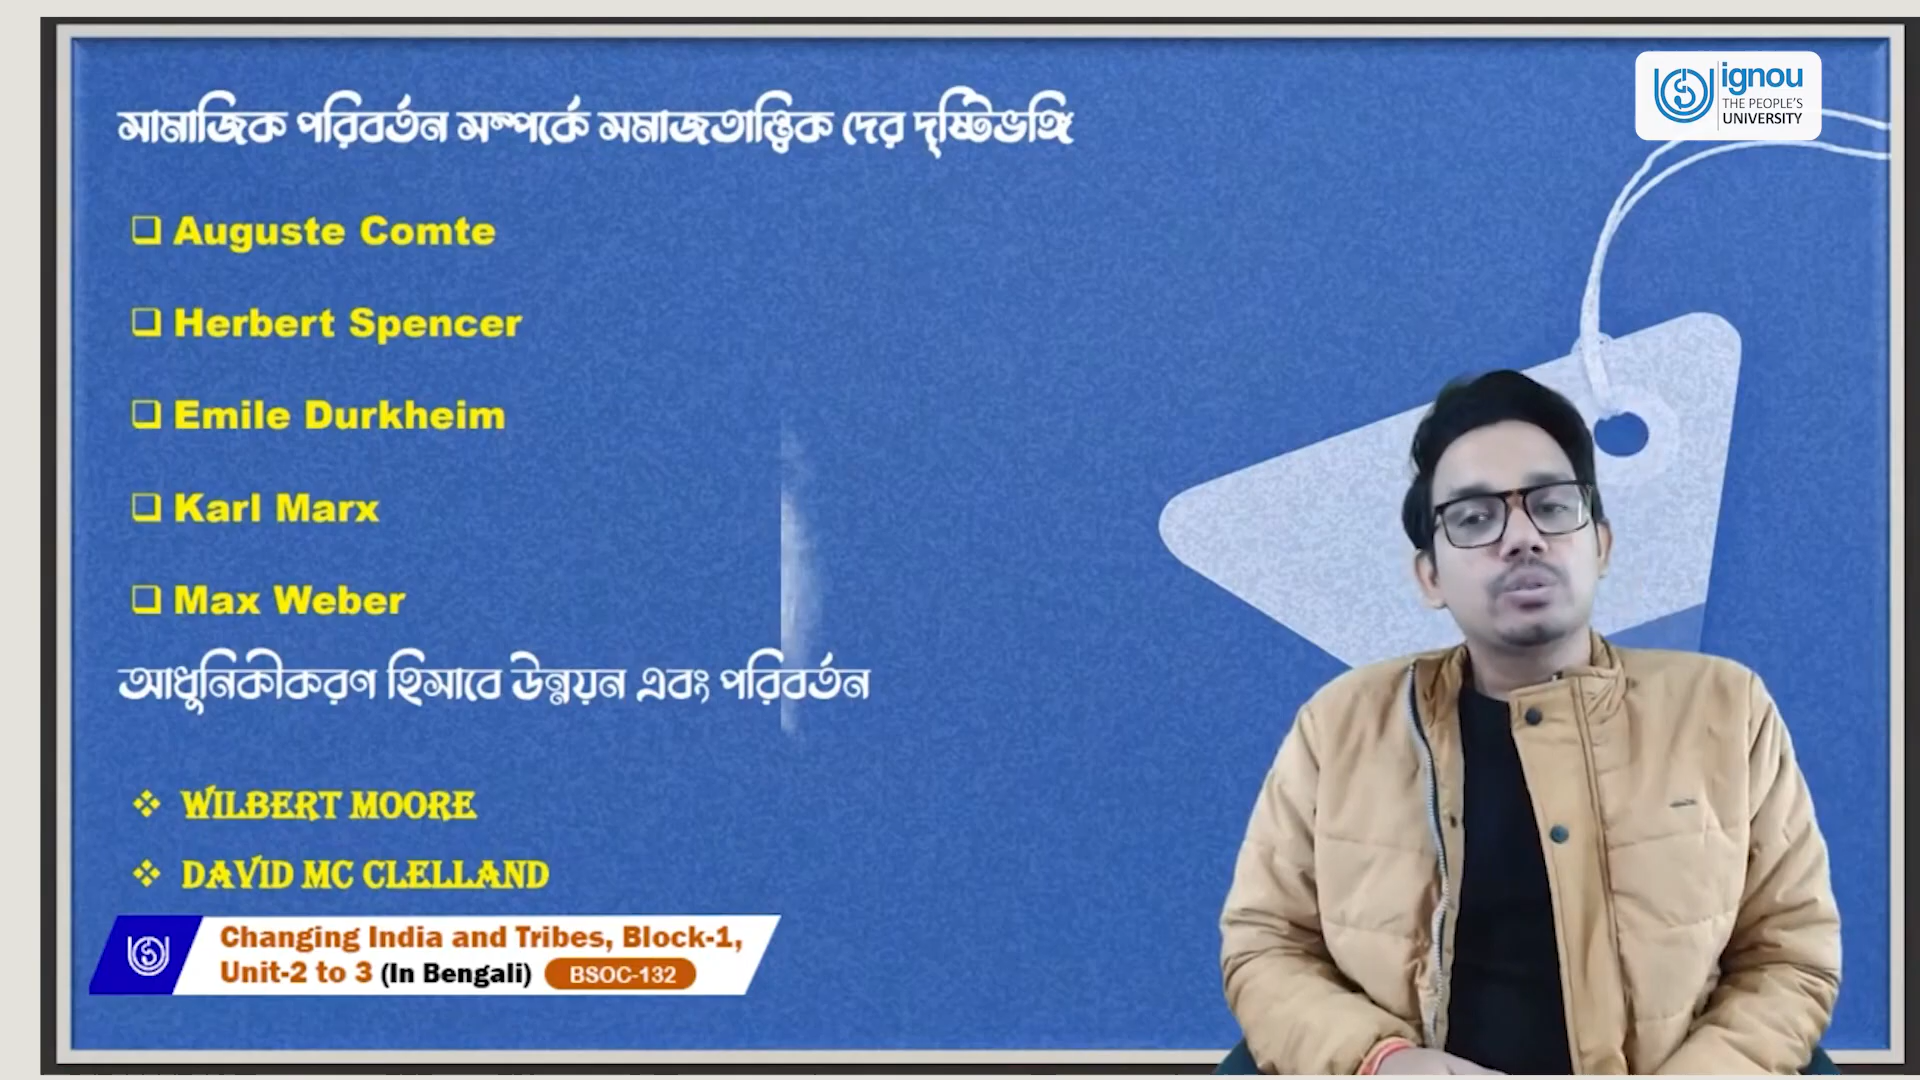 ignou
THE PEOPLE'S
UNIVERSITY
সামাজিক পরিবর্তন সম্পর্কে সমাজতাত্ত্বিক দের দৃষ্টিভঙ্গি
Auguste Comte
Herbert Spencer
Emile Durkheim
Karl Marx
Max Weber
আধুনিকীকরণ হিসাবে উন্নয়ন এবং পরিবর্তন
WILBERT MOORE
DAVID MC CLELLAND
Changing India and Tribes, Block-1,
Unit-2 to 3 (In Bengali) BSOC-132